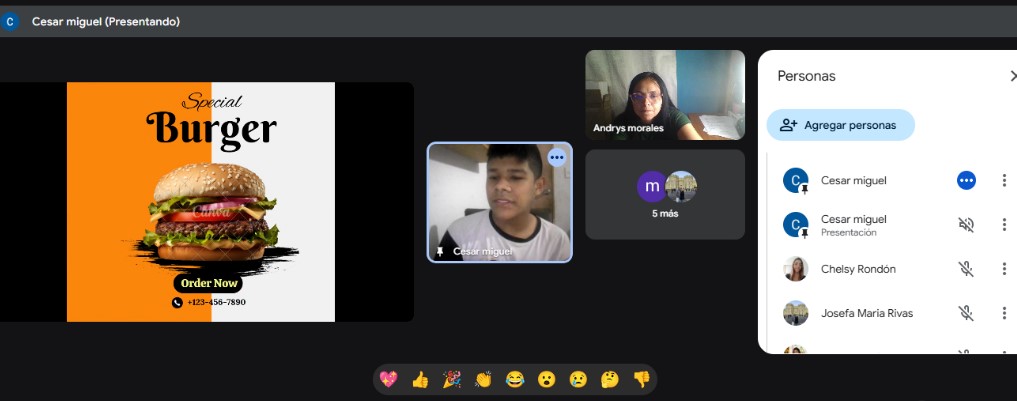 C Cesar miguel (Presentando)
Special
Burger
Canva
Order Now
+123-456-7890
Cesar miguel
Andrys morales
m
5 más
Personas
Agregar personas
C Cesar miguel
C Cesar miguel
Presentación
Chelsy Rondón
Josefa Maria Rivas